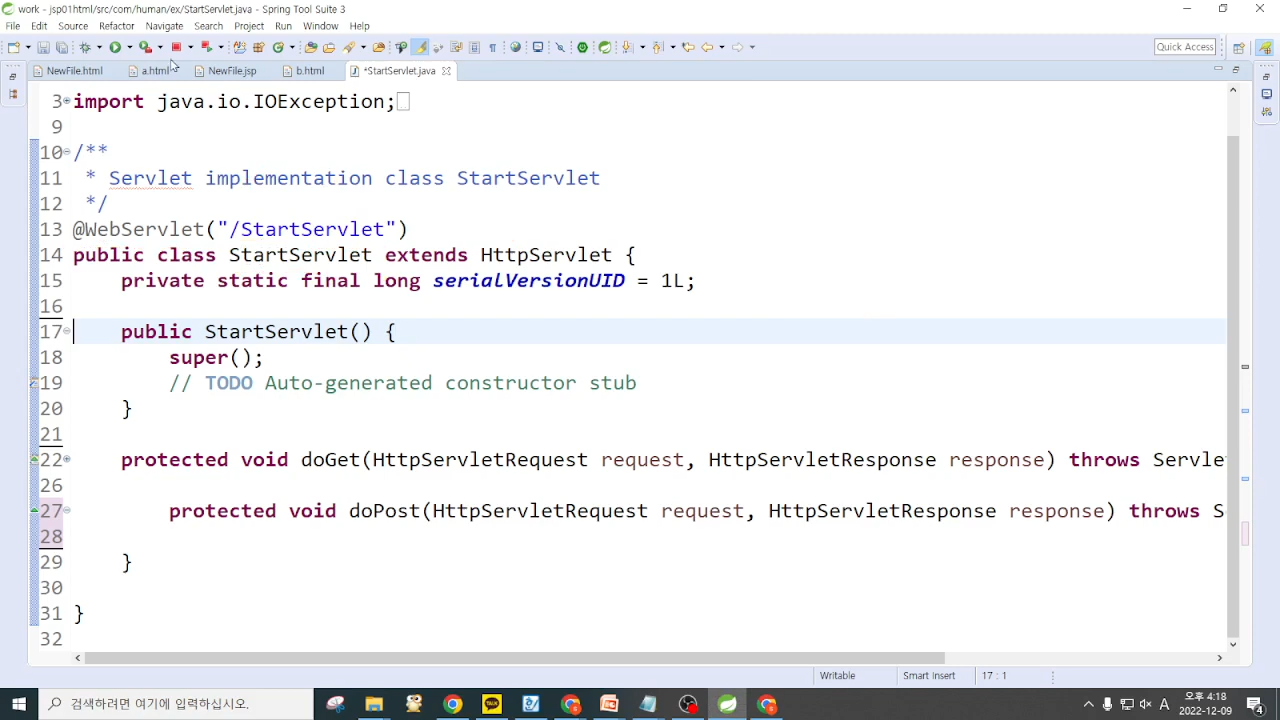 work - jsp01html/src/com/human/ex/StartServlet.java - Spring Tool Suite 3
File Edit Source Refactor Navigate Search Project Run Window Help
Quick Access
NewFile.html a.html NewFile.jsp b.html *StartServlet.java
3 import java.io.IOException;
9
10 /**
11 * Servlet implementation class StartServlet
12 */
13 @WebServlet("/StartServlet")
14 public class StartServlet extends HttpServlet {
15 private static final long serialVersionUID = 1L;
16
17 public StartServlet() {
18 super();
19 // TODO Auto-generated constructor stub
20 }
21
22 protected void doGet(HttpServletRequest request, HttpServletResponse response) throws Servle
26
27 protected void doPost(HttpServletRequest request, HttpServletResponse response) throws S
28
29 }
30
31 }
32
Writable Smart Insert 17 : 1
검색하려면 여기에 입력하십시오.
TALK
A 오후 4:18
2022-12-09
4